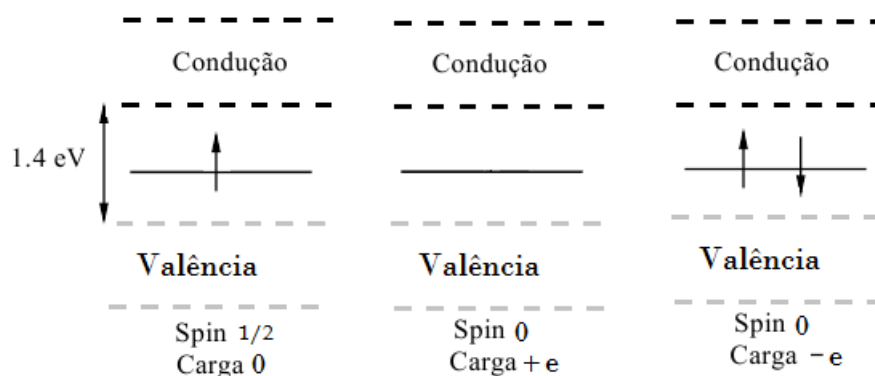 Condução
Condução
Condução
1.4 eV
Valência
Valência
Valência
Spin 1/2
Carga 0
Spin 0
Carga +e
Spin 0
Carga −e